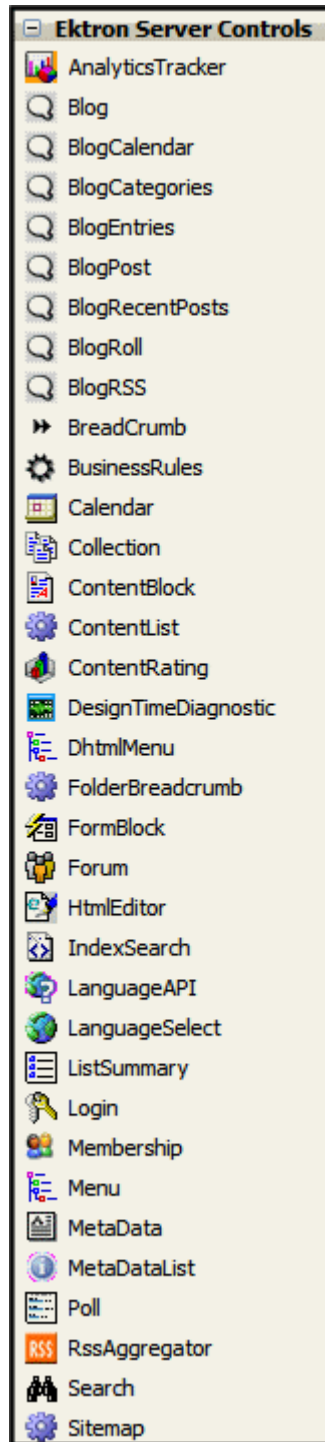 Ektron Server Controls
AnalyticsTracker
Blog
BlogCalendar
BlogCategories
BlogEntries
BlogPost
BlogRecentPosts
BlogRoll
BlogRSS
BreadCrumb
BusinessRules
Calendar
Collection
ContentBlock
ContentList
ContentRating
DesignTimeDiagnostic
DhtmlMenu
FolderBreadcrumb
FormBlock
Forum
HtmlEditor
IndexSearch
LanguageAPI
LanguageSelect
ListSummary
Login
Membership
Menu
MetaData
MetaDataList
Poll
RSS RssAggregator
Search
Sitemap